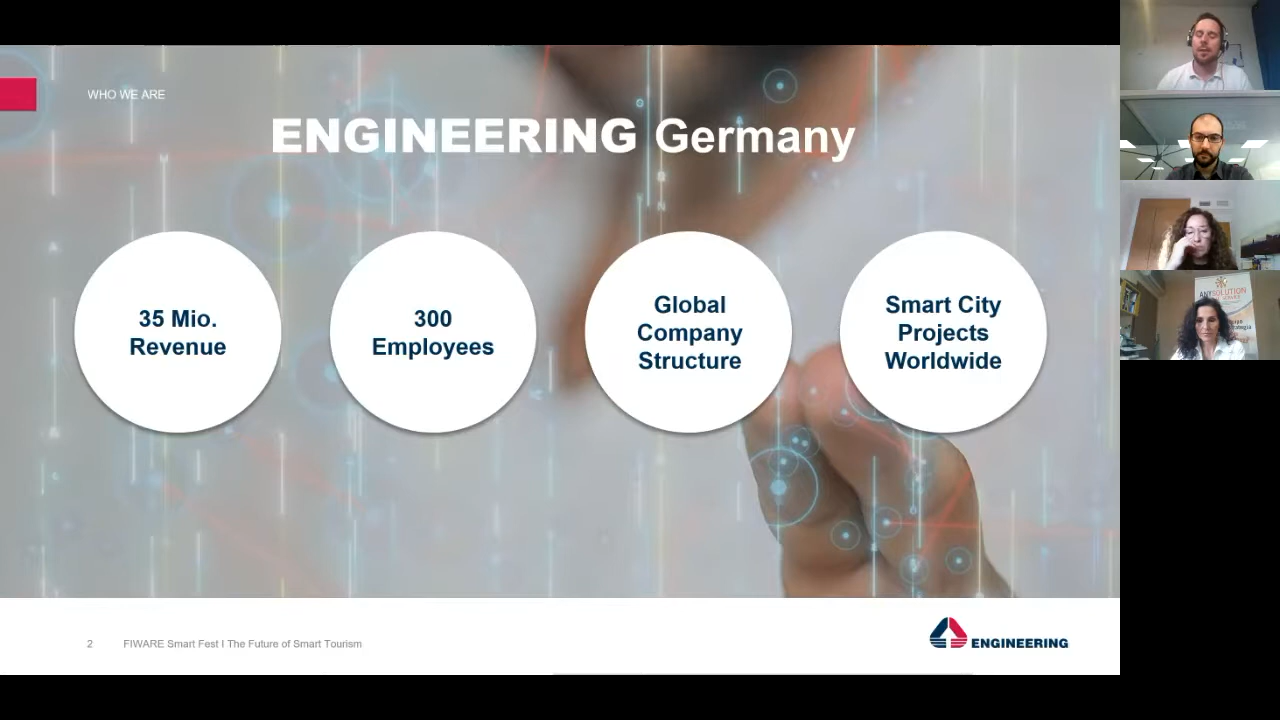 WHO WE ARE
ENGINEERING Germany
35 Mio.
Revenue
300
Employees
Global
Company
Structure
Smart City
Projects
Worldwide
2 FIWARE Smart Fest I The Future of Smart Tourism
ENGINEERING
ANYSOLUTION